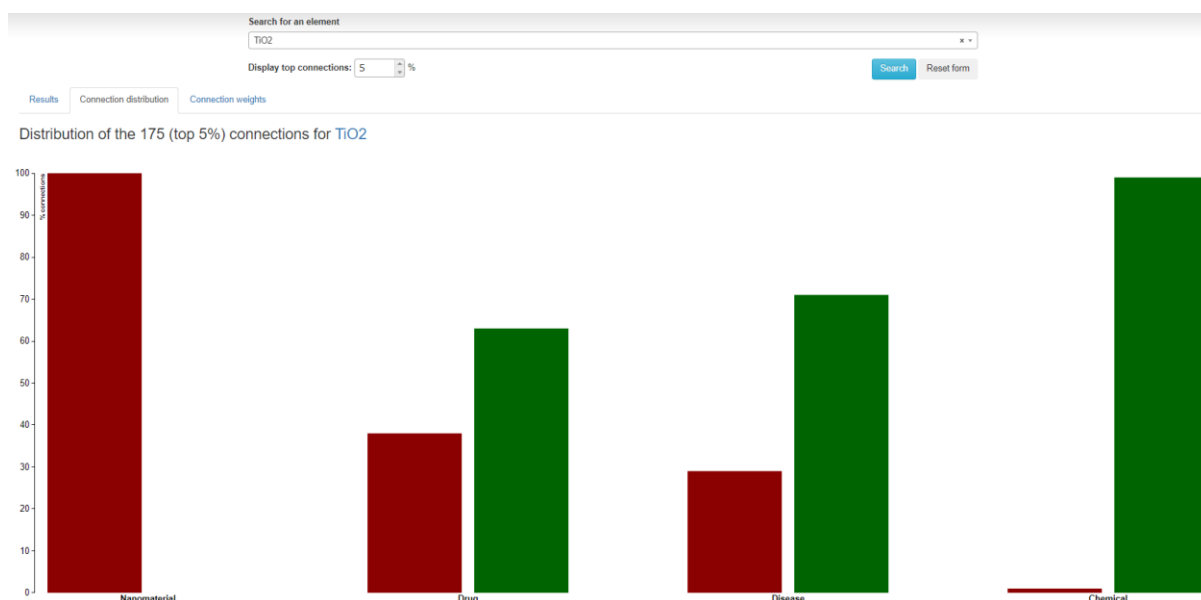 Search for an element
TiO2 × 
Display top connections: 5 %
Search Reset form
Results Connection distribution Connection weights
Distribution of the 175 (top 5%) connections for TiO2
% connections
100
90
80
70
60
50
40
30
20
10
0
Nanomaterial Drug Disease Chemical